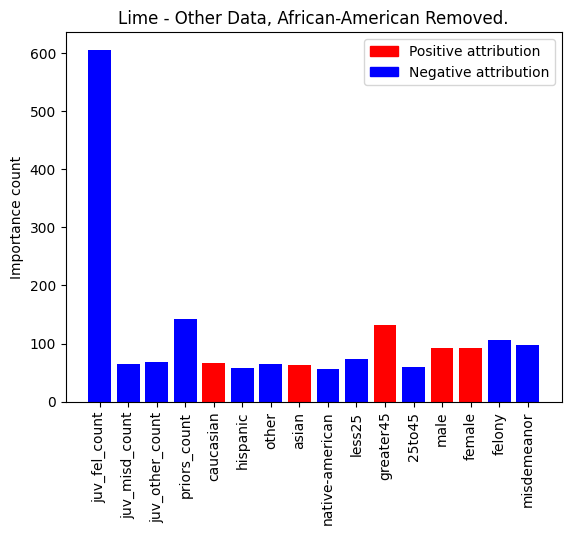 Lime - Other Data, African-American Removed.
Positive attribution
Negative attribution
Importance count
600
500
400
300
200
100
0
juv_fel_count
juv_misd_count
juv_other_count
priors_count
caucasian
hispanic
other
asian
native-american
less25
greater45
25to45
male
female
felony
misdemeanor